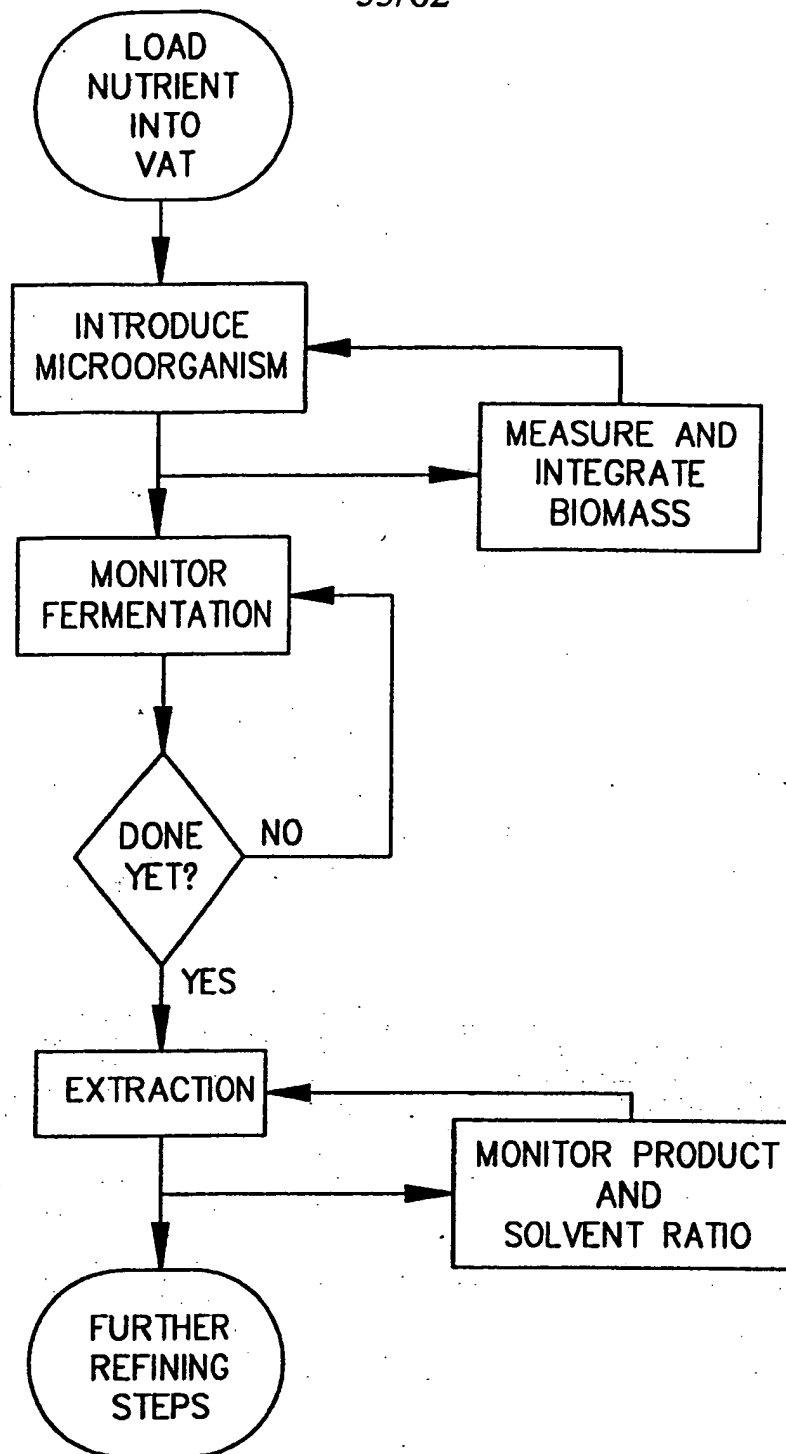 LOAD
NUTRIENT
INTO
VAT
INTRODUCE
MICROORGANISM
MEASURE AND
INTEGRATE
BIOMASS
MONITOR
FERMENTATION
DONE
YET?
NO
YES
EXTRACTION
MONITOR PRODUCT
AND
SOLVENT RATIO
FURTHER
REFINING
STEPS